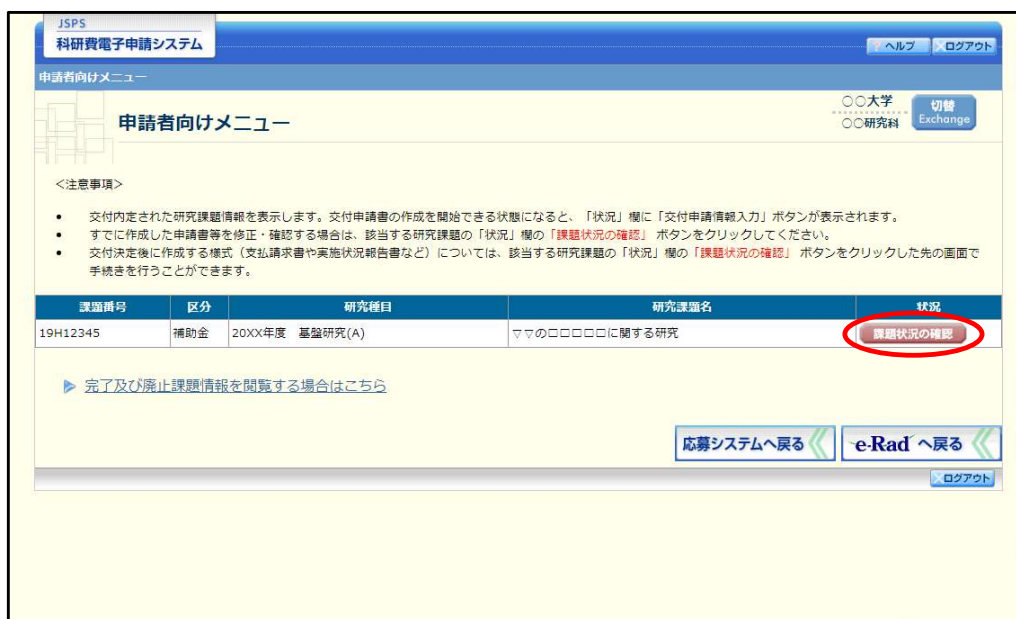 JSPS
科研費電子申請システム
? ヘルプ
ログアウト
申請者向けメニュー
申請者向けメニュー
○○大学
○○研究科
切替
Exchange
＜注意事項＞
• 交付内定された研究課題情報を表示します。交付申請書の作成を開始できる状態になると、「状況」欄に「交付申請情報入力」ボタンが表示されます。
• すでに作成した申請書等を修正・確認する場合は、該当する研究課題の「状況」欄の「課題状況の確認」 ボタンをクリックしてください。
• 交付決定後に作成する様式（支払請求書や実施状況報告書など）については、該当する研究課題の「状況」欄の「課題状況の確認」 ボタンをクリックした先の画面で
手続きを行うことができます。
課題番号 区分 研究種目 研究課題名 状況
19H12345 補助金 20XX年度 基盤研究(A) ▽▽の□□□□□に関する研究 課題状況の確認
完了及び廃止課題情報を閲覧する場合はこちら
応募システムへ戻る
e-Rad へ戻る
ログアウト